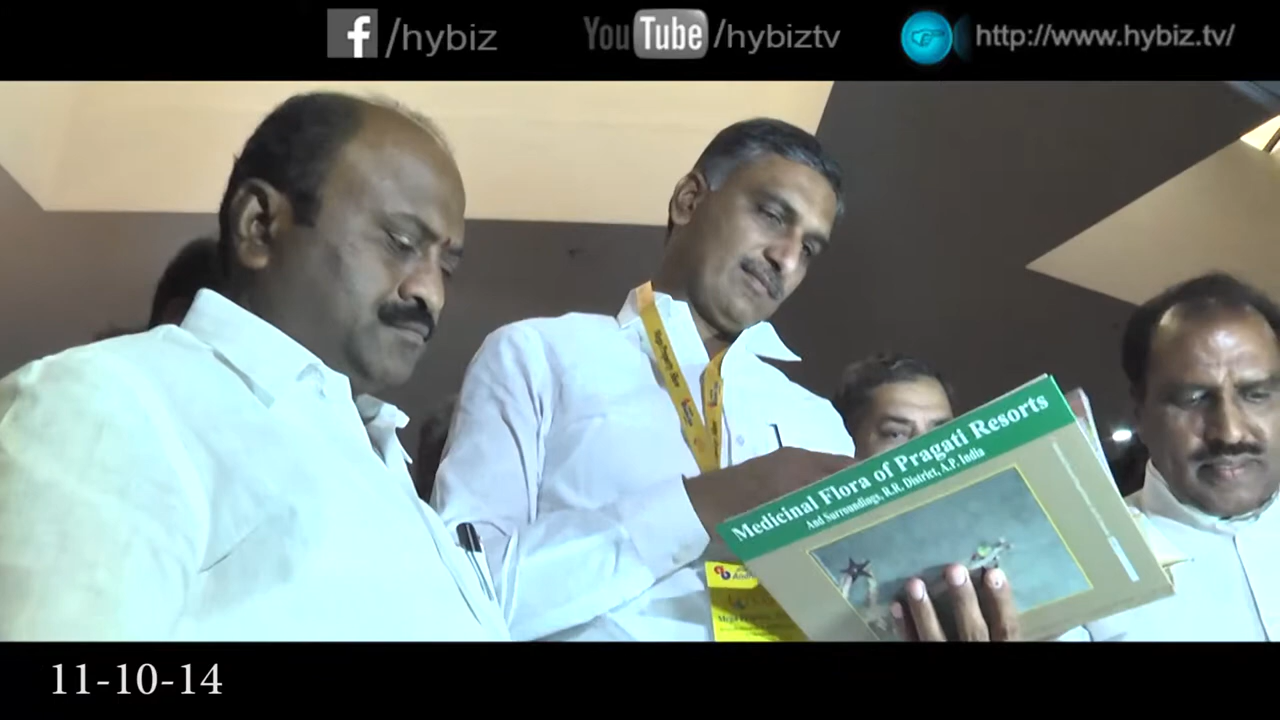 f/hybiz
YouTube/hybiztv
http://www.hybiz.tv/
Medicinal Flora of Pragati Resorts
And Surroundings, R.R. District, A.P. India
11-10-14